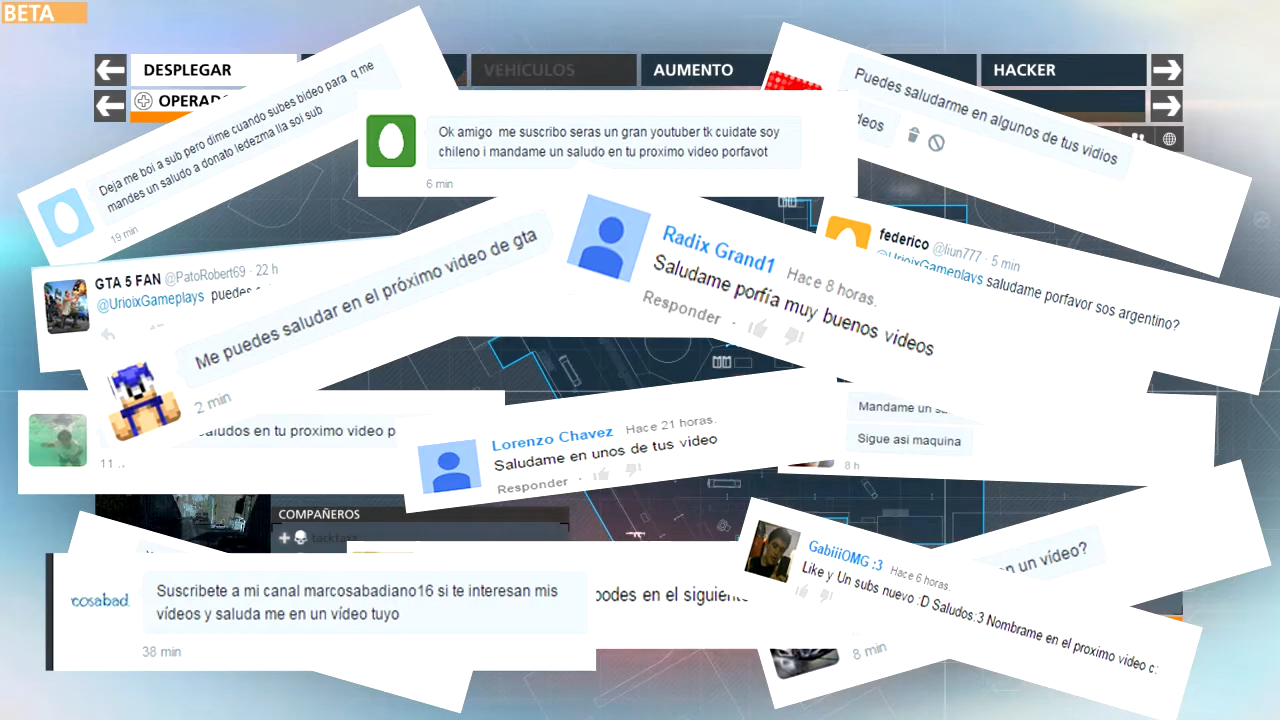 BETA
DESPLEGAR
VEHÍCULOS
AUMENTO
HACKER
OPERAD
Deja me boi a sub pero dime cuando subes bideo para q me
mandes un saludo a donato ledezma lla soi sub
19 min
Ok amigo me suscribo seras un gran youtuber tk cuidate soy
chileno i mandame un saludo en tu proximo video porfavot
6 min
Puedes saludarme en algunos de tus vidios
deos
GTA 5 FAN @PatoRobert69 · 22 h
@UrioixGameplays puedes
Me puedes saludar en el próximo video de gta
2 min
Radix Grand1 Hace 8 horas.
Saludame porfia muy buenos videos
Responder ·
federico @liun777 · 5 min
@UrioixGameplays saludame porfavor sos argentino?
saludos en tu proximo video p
11
Lorenzo Chavez Hace 21 horas.
Saludame en unos de tus video
Responder ·
Mandame un
Sigue asi maquina
8 h
COMPAÑEROS
cosabad
Suscribete a mi canal marcosabadiano16 si te interesan mis
vídeos y saluda me en un vídeo tuyo
38 min
podes en el siguiente
GabiiiOMG :3 Hace 6 horas.
Like y Un subs nuevo :D Saludos:3 Nombrame en el proximo video c:
n un vídeo?
8 min